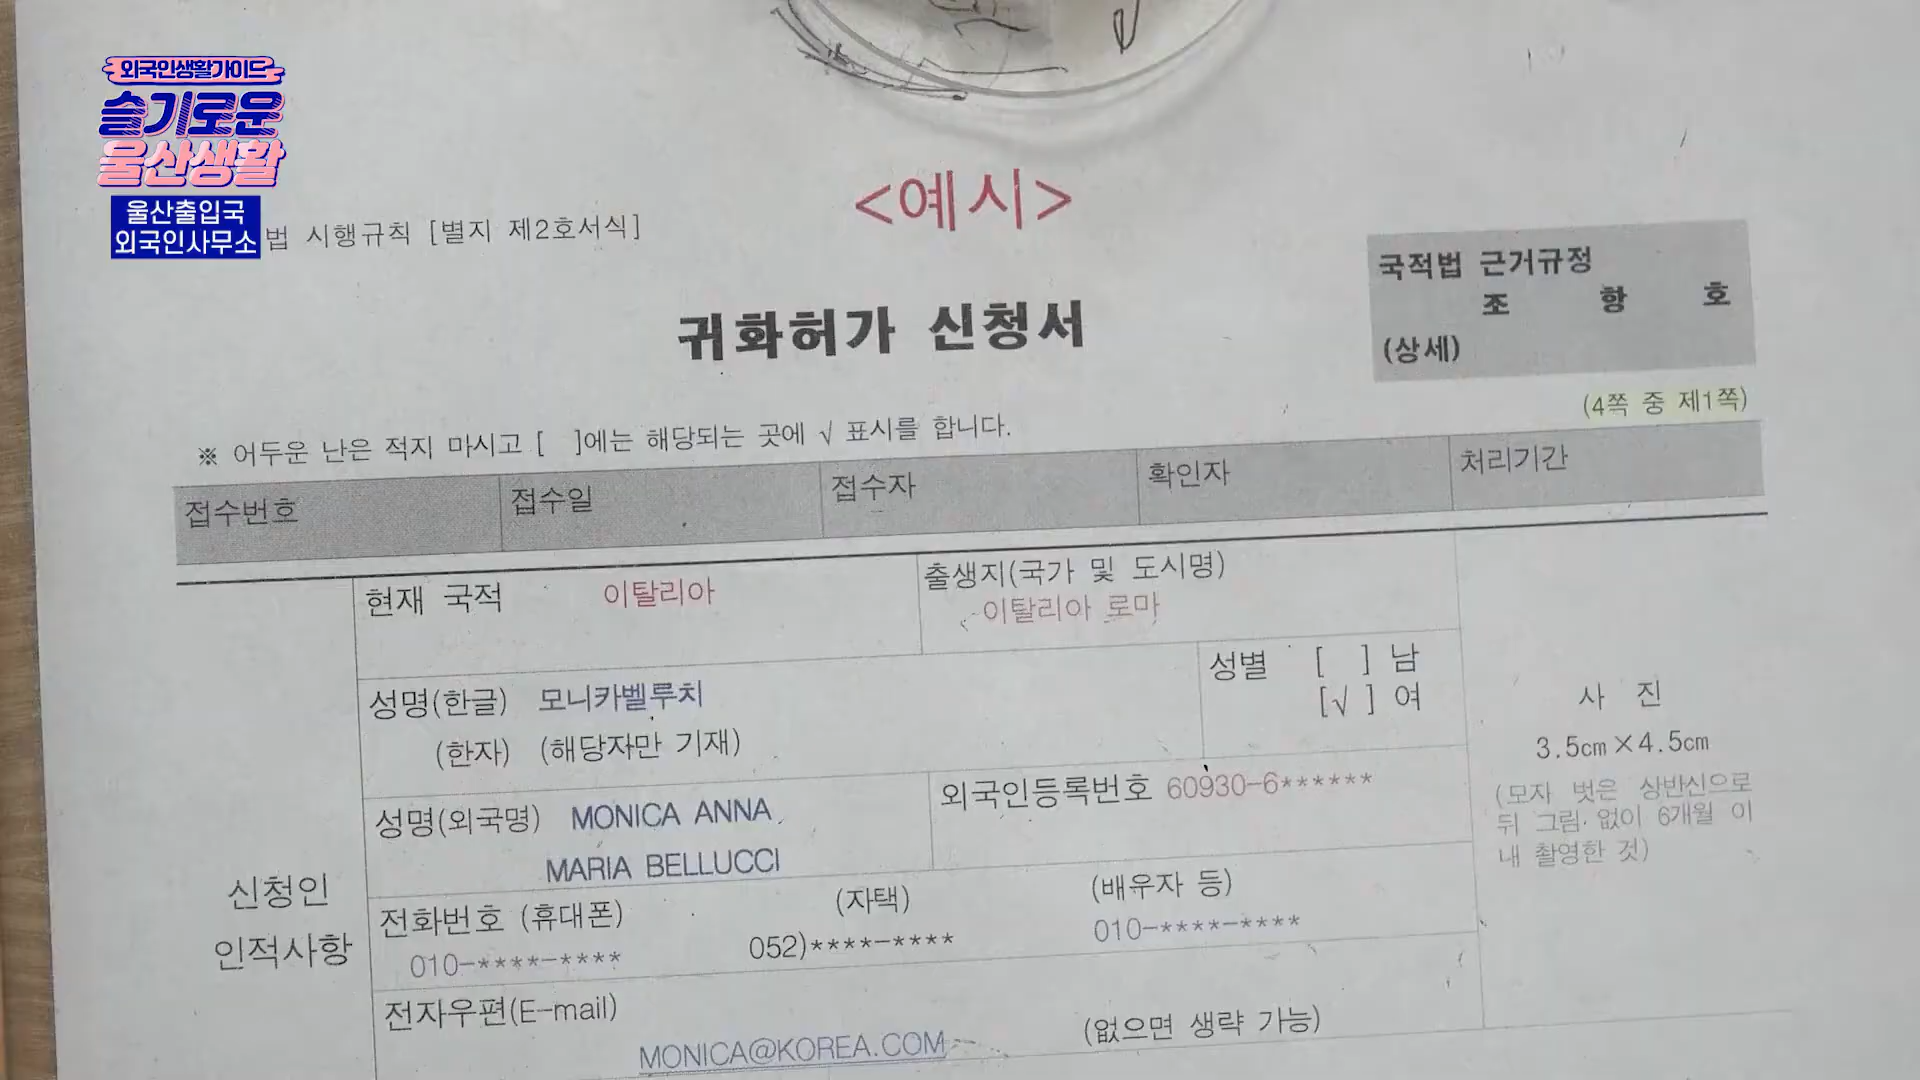 외국인생활가이드
슬기로운
울산생활
울산출입국
외국인사무소
법 시행규칙 [별지 제2호서식]
<예시>
국적법 근거규정
조 항 호
(상세)
귀화허가 신청서
(4쪽 중 제1쪽)
※ 어두운 난은 적지 마시고 [ ]에는 해당되는 곳에 √ 표시를 합니다.
접수번호 접수일 접수자 확인자 처리기간
현재 국적 이탈리아
출생지(국가 및 도시명)
이탈리아 로마
성명(한글) 모니카벨루치
(한자) (해당자만 기재)
성별 [ ] 남
[√ ] 여
사 진
3.5cm×4.5cm
(모자 벗은 상반신으로
뒤 그림 없이 6개월 이
내 촬영한 것)
성명(외국명) MONICA ANNA
MARIA BELLUCCI
외국인등록번호 60930-6******
신청인
인적사항
전화번호 (휴대폰) (자택) (배우자 등)
010-****-**** 052)****-**** 010-****-****
전자우편(E-mail)
MONICA@KOREA.COM (없으면 생략 가능)